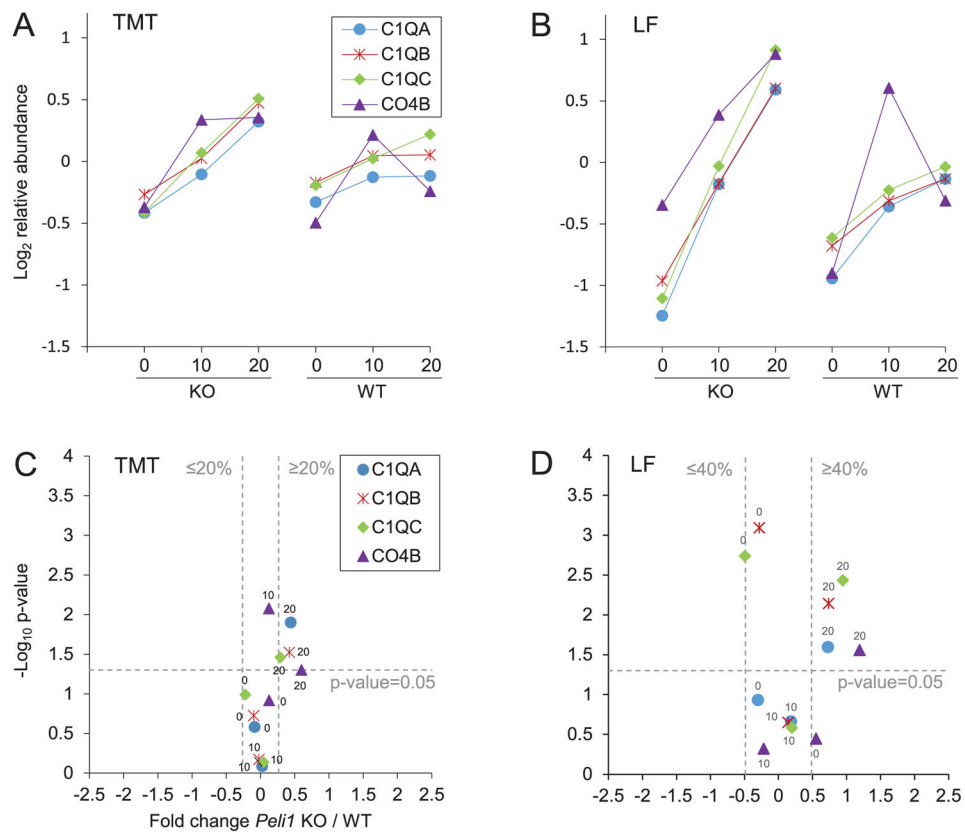 A TMT
C1QA
C1QB
C1QC
CO4B
1
0.5
0
-0.5
-1
-1.5
Log2 relative abundance
0 10 20 0 10 20
KO WT
B LF
1
0.5
0
-0.5
-1
-1.5
0 10 20 0 10 20
KO WT
C TMT
≤20% ≥20%
C1QA
C1QB
C1QC
CO4B
4
3.5
3
2.5
2
1.5
1
0.5
0
-Log10 p-value
10 20
20
20
20
0
0 0
0
10
10 10
p-value=0.05
-2.5 -1.5 -0.5 0 0.5 1.5 2.5
Fold change Peli1 KO / WT
D LF
≤40% ≥40%
4
3.5
3
2.5
2
1.5
1
0.5
0
0
0
20
20
20 20
p-value=0.05
0
10
10
10
10 0
-2.5 -1.5 -1 -0.5 0 0.5 1 1.5 2.5